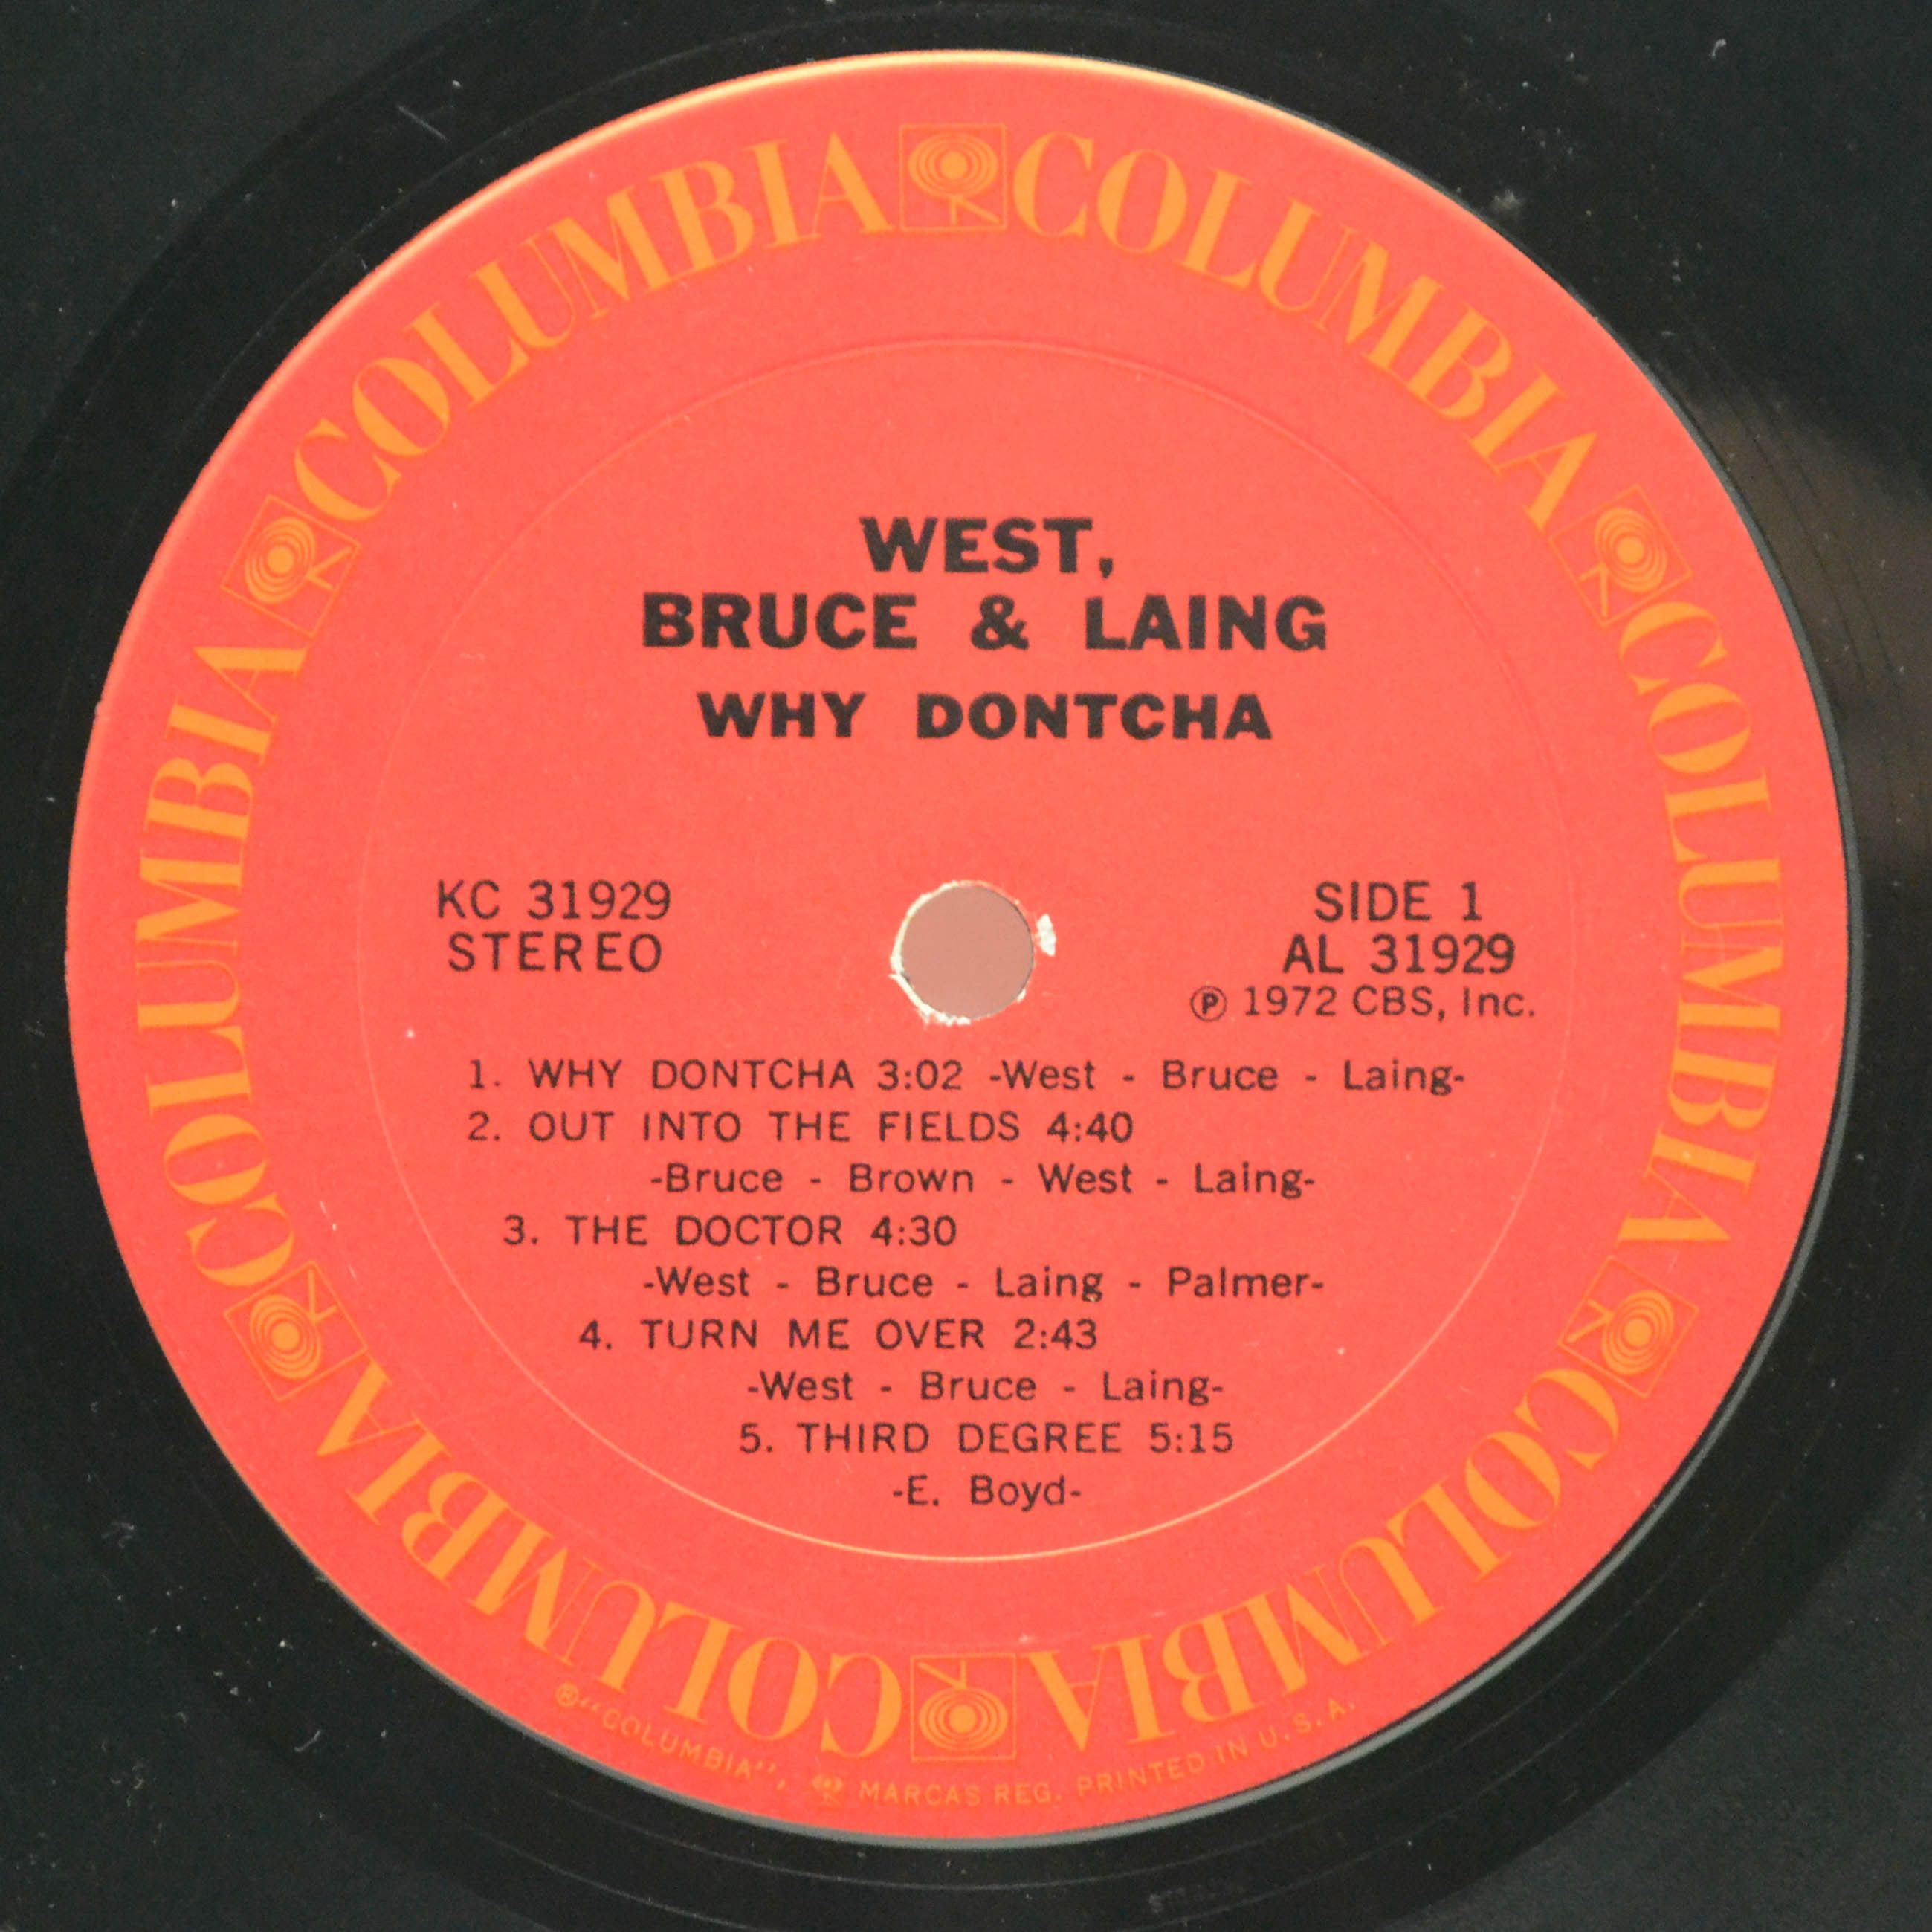 COLUMBIA COLUMBIA COLUMBIA COLUMBIA COLUMBIA COLUMBIA
WEST,
BRUCE & LAING
WHY DONTCHA
KC 31929
STEREO
SIDE 1
AL 31929
Ⓟ 1972 CBS, Inc.
1. WHY DONTCHA 3:02 -West - Bruce - Laing-
2. OUT INTO THE FIELDS 4:40
-Bruce - Brown - West - Laing-
3. THE DOCTOR 4:30
-West - Bruce - Laing - Palmer-
4. TURN ME OVER 2:43
-West - Bruce - Laing-
5. THIRD DEGREE 5:15
-E. Boyd-
®"COLUMBIA", MARCAS REG. PRINTED IN U.S.A.